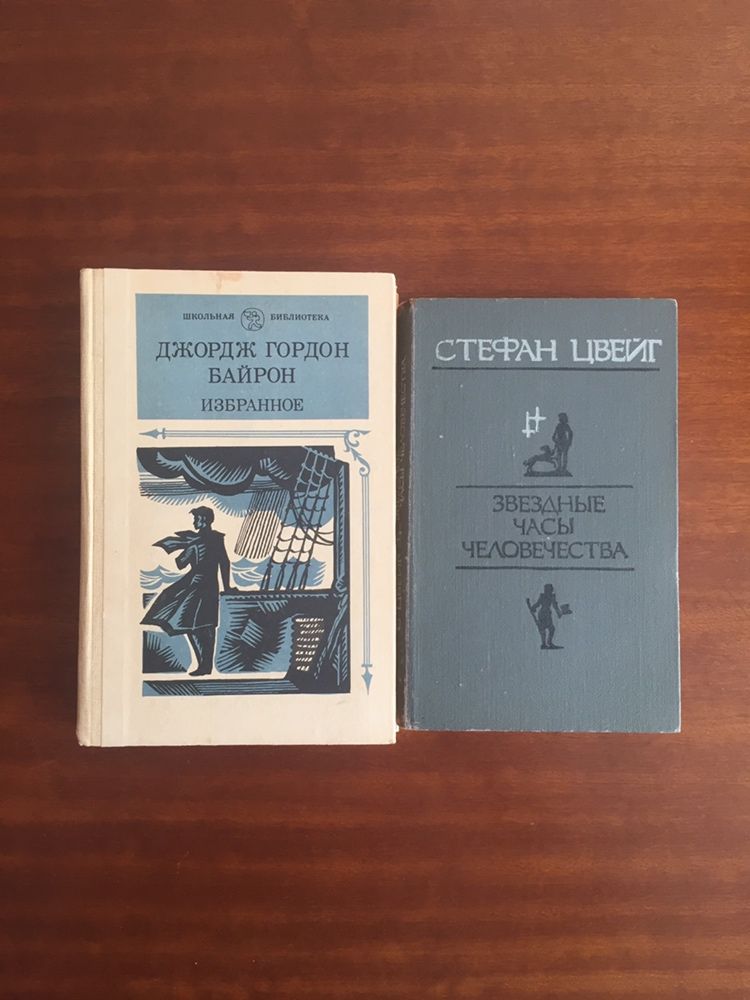 ШКОЛЬНАЯ БИБЛИОТЕКА
ДЖОРДЖ ГОРДОН
БАЙРОН
ИЗБРАННОЕ
СТЕФАН ЦВЕЙГ
ЗВЕЗДНЫЕ
ЧАСЫ
ЧЕЛОВЕЧЕСТВА